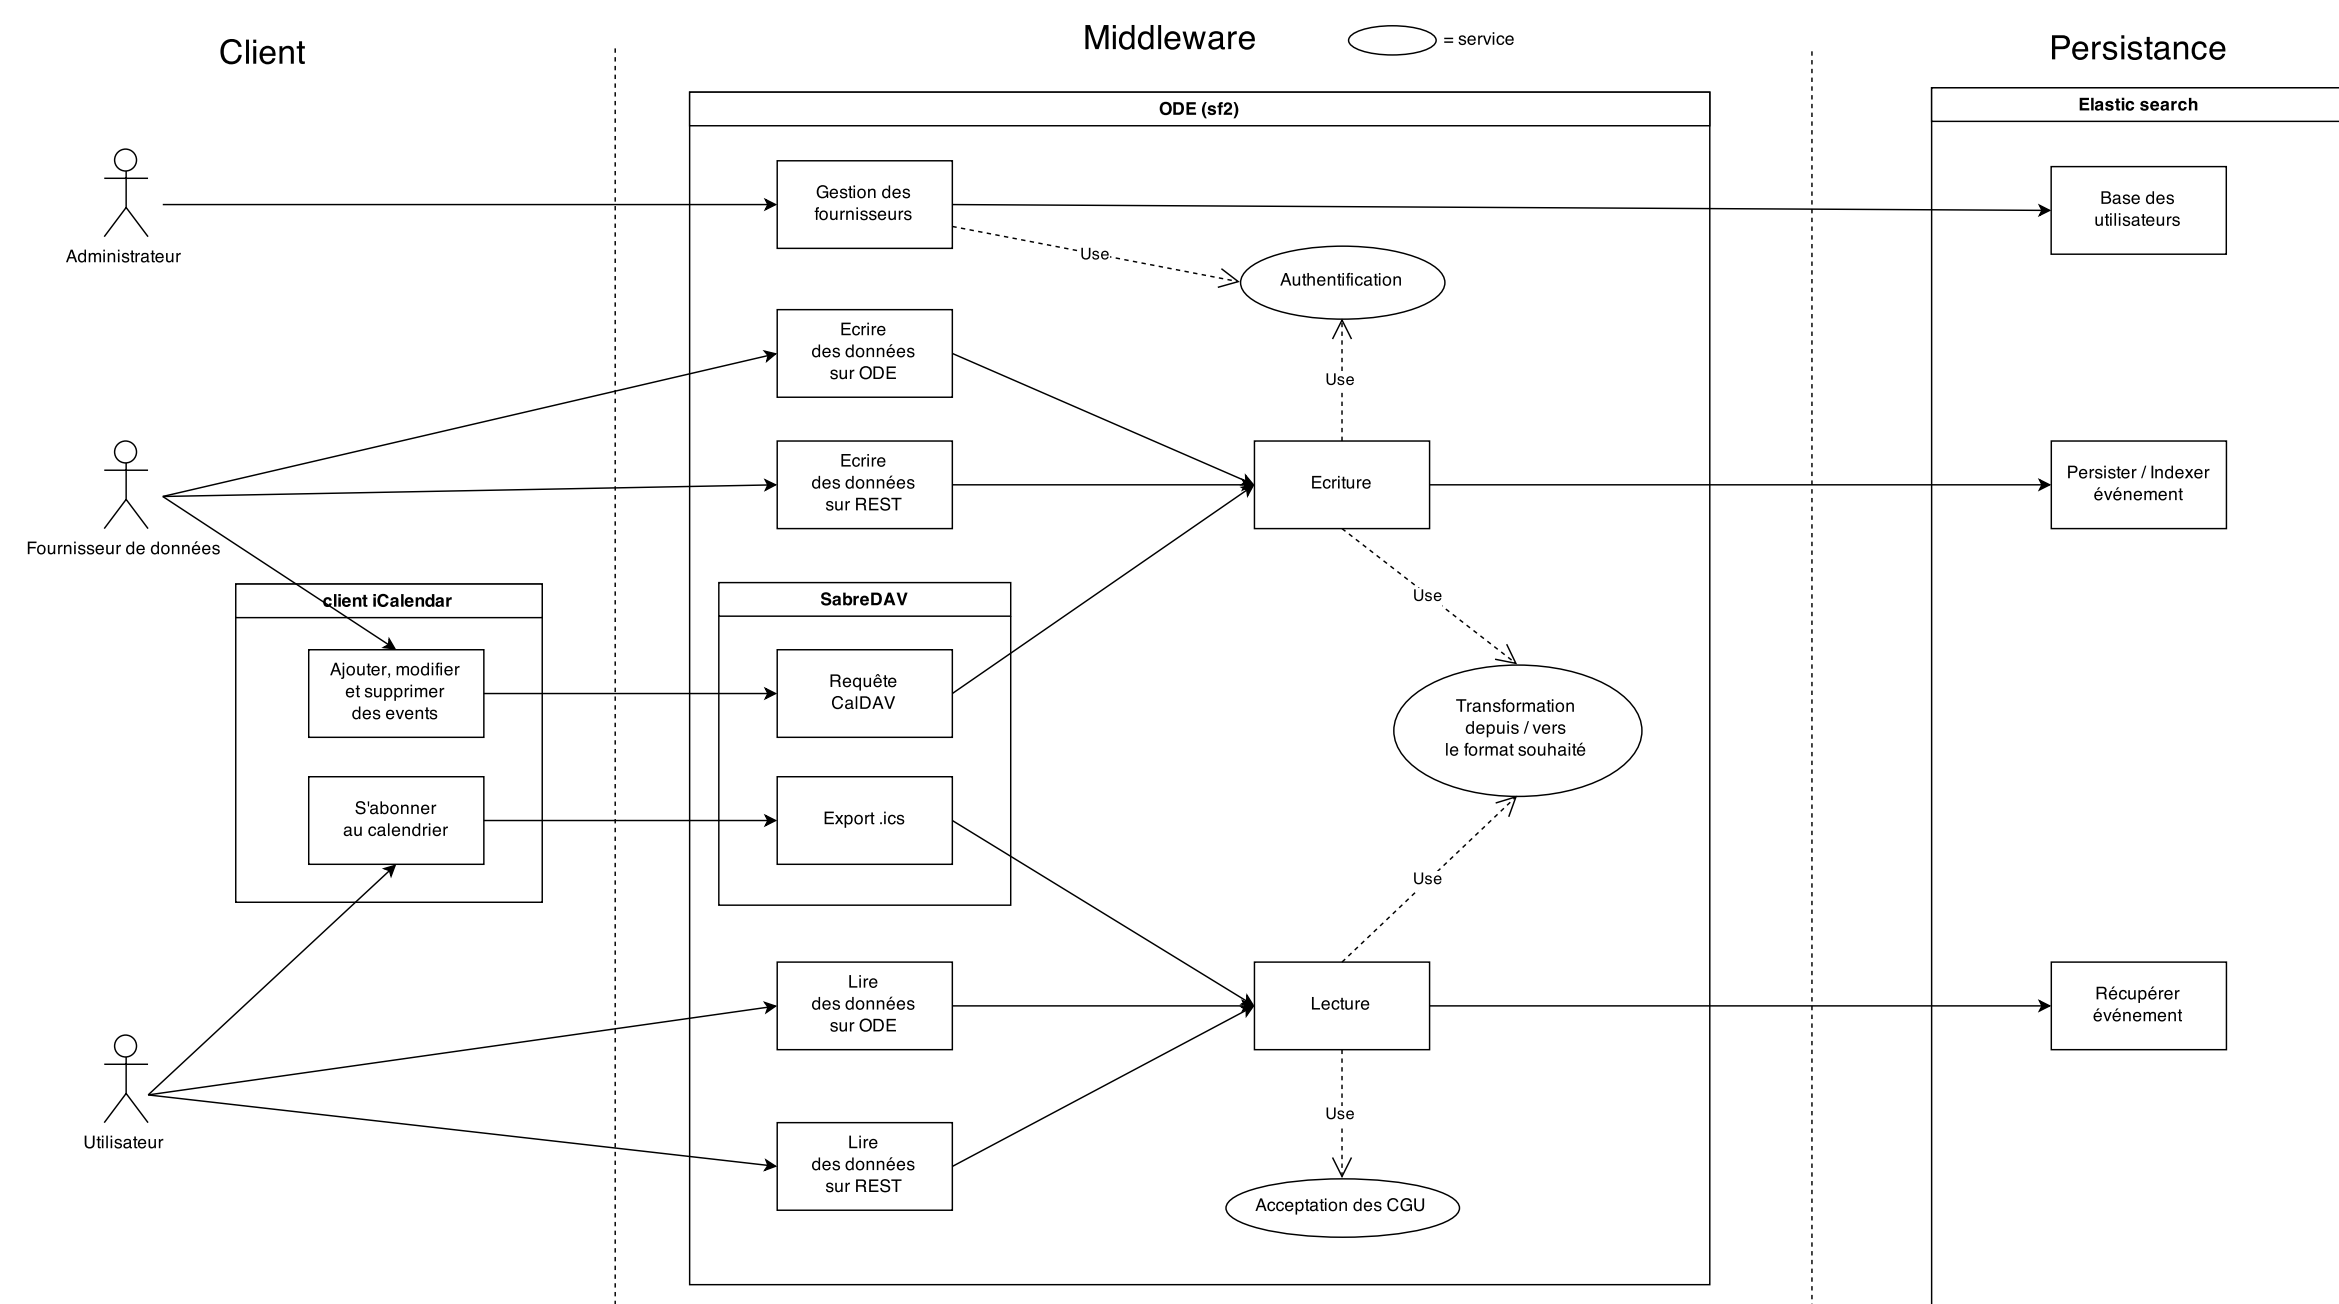 Client
Middleware
= service
Persistance
ODE (sf2)
Elastic search
Administrateur
Gestion des
fournisseurs
Base des
utilisateurs
Use
Authentification
Ecrire
des données
sur ODE
Use
Fournisseur de données
Ecrire
des données
sur REST
Ecriture
Persister / Indexer
événement
client iCalendar
SabreDAV
Use
Ajouter, modifier
et supprimer
des events
Requête
CalDAV
Transformation
depuis / vers
le format souhaité
S'abonner
au calendrier
Export .ics
Use
Lire
des données
sur ODE
Lecture
Récupérer
événement
Utilisateur
Use
Lire
des données
sur REST
Acceptation des CGU